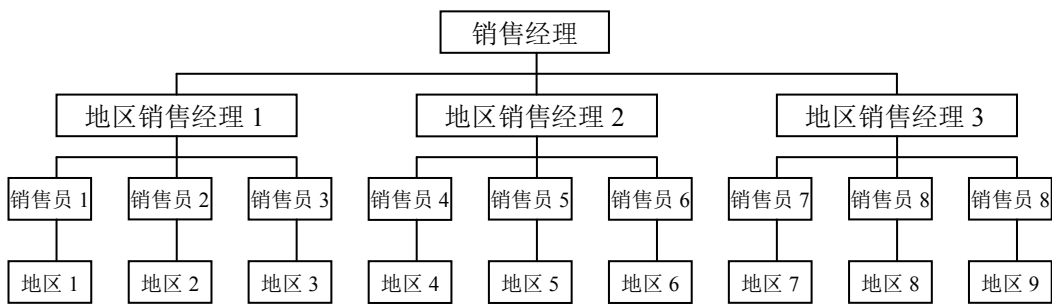 销售经理
地区销售经理 1 地区销售经理 2 地区销售经理 3
销售员 1 销售员 2 销售员 3 销售员 4 销售员 5 销售员 6 销售员 7 销售员 8 销售员 8
地区 1 地区 2 地区 3 地区 4 地区 5 地区 6 地区 7 地区 8 地区 9